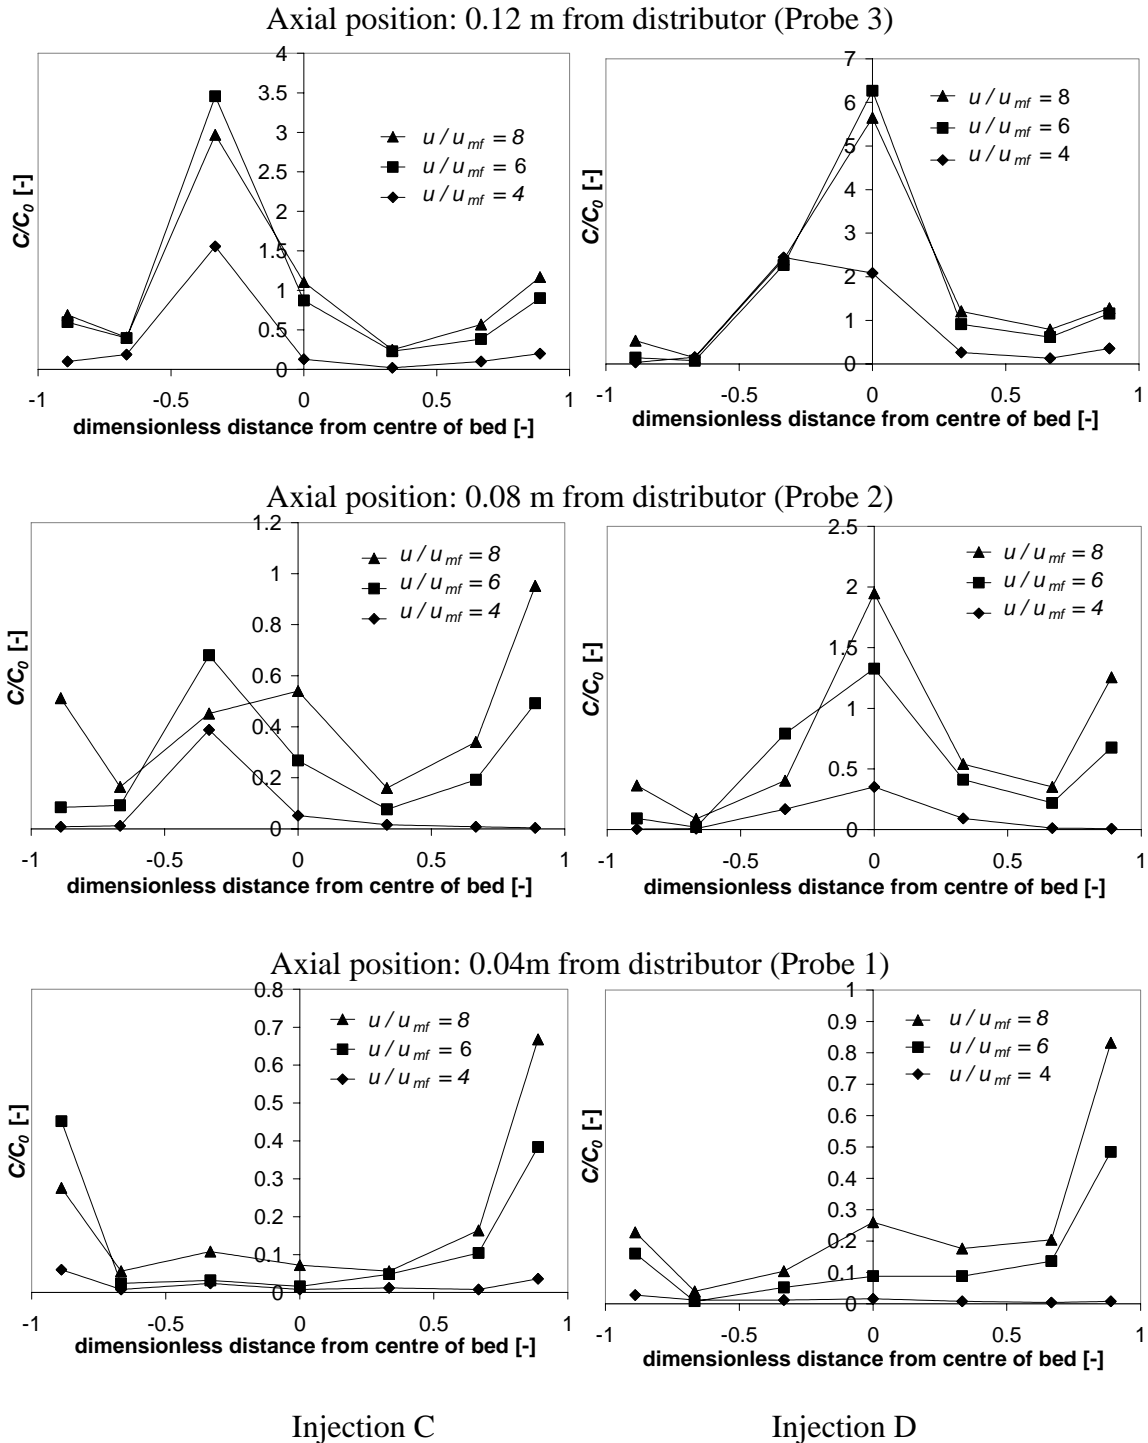 Axial position: 0.12 m from distributor (Probe 3)
4
3.5
3
2.5
2
1.5
1
0.5
0
C/C0 [-]
u/umf = 8
u/umf = 6
u/umf = 4
-1 -0.5 0 0.5 1
dimensionless distance from centre of bed [-]
7
6
5
4
3
2
1
0
C/C0 [-]
u/umf = 8
u/umf = 6
u/umf = 4
-1 -0.5 0 0.5 1
dimensionless distance from centre of bed [-]
Axial position: 0.08 m from distributor (Probe 2)
1.2
1
0.8
0.6
0.4
0.2
0
C/C0 [-]
u/umf = 8
u/umf = 6
u/umf = 4
-1 -0.5 0 0.5 1
dimensionless distance from centre of bed [-]
2.5
2
1.5
1
0.5
0
C/C0 [-]
u/umf = 8
u/umf = 6
u/umf = 4
-1 -0.5 0 0.5 1
dimensionless distance from centre of bed [-]
Axial position: 0.04m from distributor (Probe 1)
0.8
0.7
0.6
0.5
0.4
0.3
0.2
0.1
0
C/C0 [-]
u/umf = 8
u/umf = 6
u/umf = 4
-1 -0.5 0 0.5 1
dimensionless distance from centre of bed [-]
1
0.9
0.8
0.7
0.6
0.5
0.4
0.3
0.2
0.1
0
C/C0 [-]
u/umf = 8
u/umf = 6
u/umf = 4
-1 -0.5 0 0.5 1
dimensionless distance from centre of bed [-]
Injection C Injection D